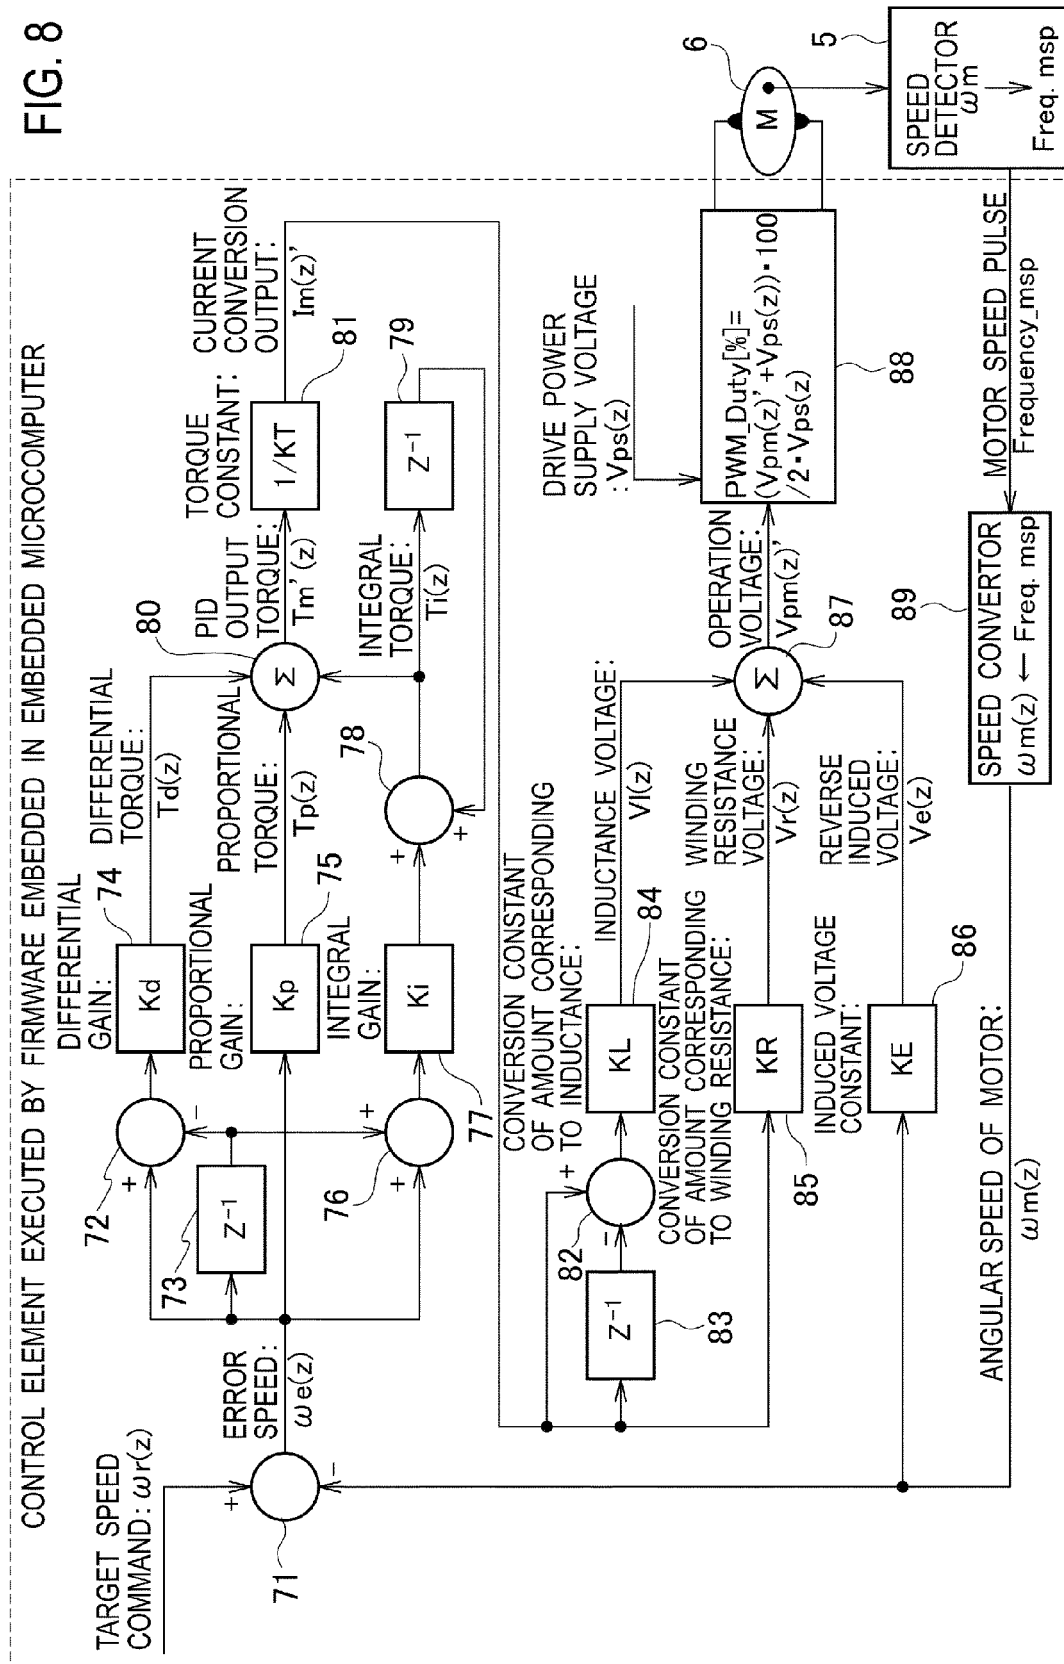 FIG. 8
CONTROL ELEMENT EXECUTED BY FIRMWARE EMBEDDED IN EMBEDDED MICROCOMPUTER
TARGET SPEED
COMMAND: ωr(z)
+
-
71
ERROR
SPEED:
ωe(z)
72
+
-
73
Z⁻¹
76
+
+
DIFFERENTIAL
GAIN:
74
Kd
PROPORTIONAL
GAIN:
75
Kp
INTEGRAL
GAIN:
Ki
77
DIFFERENTIAL
TORQUE:
Td(z)
PROPORTIONAL
TORQUE:
Tp(z)
78
+
+
80
Σ
PID
OUTPUT
TORQUE:
Tm'(z)
INTEGRAL
TORQUE:
Ti(z)
TORQUE
CONSTANT:
81
1/KT
79
Z⁻¹
CURRENT
CONVERSION
OUTPUT:
Im(z)'
CONVERSION CONSTANT
OF AMOUNT CORRESPONDING
TO INDUCTANCE:
82
+
-
Z⁻¹
83
KL
84
INDUCTANCE VOLTAGE:
Vl(z)
CONVERSION CONSTANT
OF AMOUNT CORRESPONDING
TO WINDING RESISTANCE:
KR
85
WINDING
RESISTANCE
VOLTAGE:
Vr(z)
INDUCED VOLTAGE
CONSTANT:
KE
86
REVERSE
INDUCED
VOLTAGE:
Ve(z)
Σ
87
OPERATION
VOLTAGE:
Vpm(z)'
DRIVE POWER
SUPPLY VOLTAGE
: Vps(z)
PWM_Duty[%]=
(Vpm(z)'+Vps(z))・100
/2・Vps(z)
88
M
6
5
SPEED
DETECTOR
ωm
→
Freq. msp
MOTOR SPEED PULSE
Frequency_msp
89
SPEED CONVERTOR
ωm(z) ← Freq. msp
ANGULAR SPEED OF MOTOR:
ωm(z)